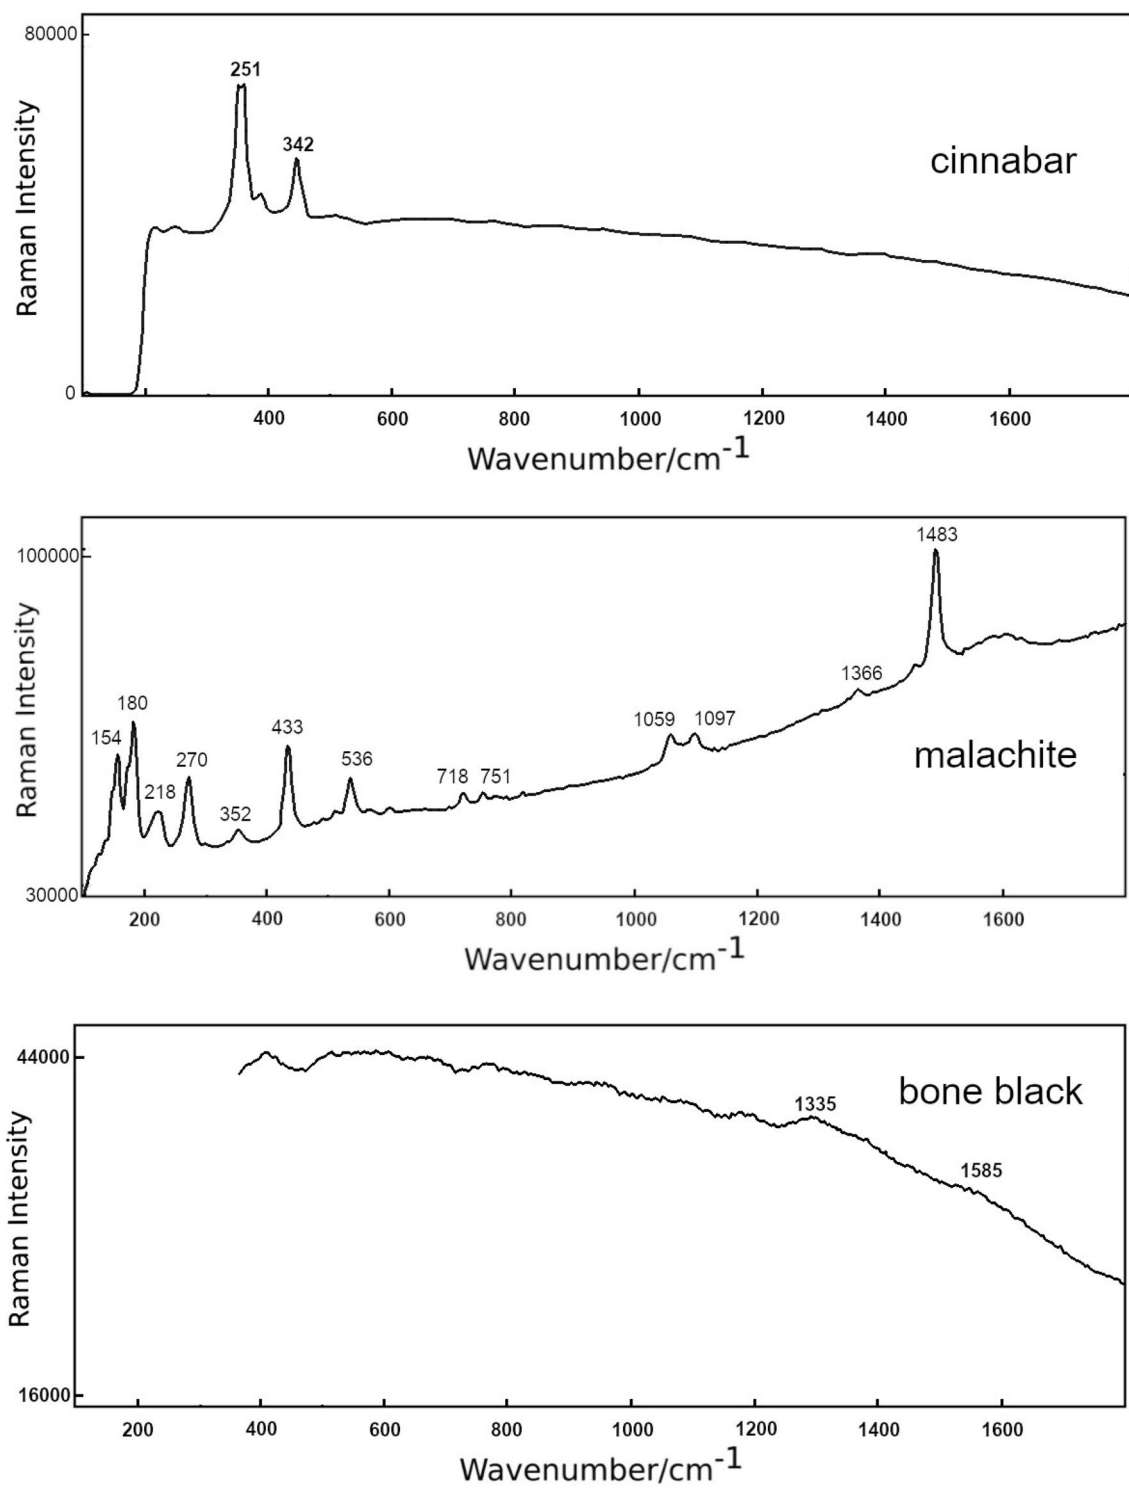 80000
251
342
cinnabar
Raman Intensity
0
400 600 800 1000 1200 1400 1600
Wavenumber/cm-1
100000
1483
1366
180
154
433
1059 1097
270
536
218
718 751
352
malachite
Raman Intensity
30000
200 400 600 800 1000 1200 1400 1600
Wavenumber/cm-1
44000
bone black
1335
1585
Raman Intensity
16000
200 400 600 800 1000 1200 1400 1600
Wavenumber/cm-1